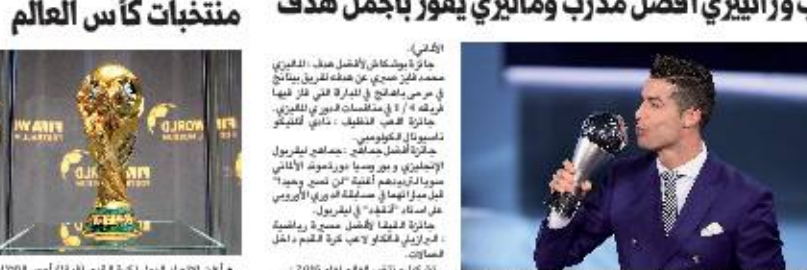 ورانييري أفضل مدرب وماليزي يفوز بأجمل هدف
الألماني).
جائزة بوشكاش لأفضل هدف : الماليزي
محمد فايز صبري عن هدفه لفريق بينانج
في مرمى باهانج في المباراة التي فاز فيها
فريقه 4 / 1 في منافسات الدوري الماليزي.
جائزة اللعب النظيف : نادي أتلتيكو
ناسيونال الكولومبي.
جائزة أفضل جماهير : جماهير ليفربول
الإنجليزي وبوروسيا دورتموند الألماني
سويا لترديدهم أغنية "لن تسير وحيدا"
قبل مباراتهما في مسابقة الدوري الأوروبي
على استاد "أنفيلد" في ليفربول.
جائزة الفيفا لأفضل مسيرة رياضية
: البرازيلي فالكاو لاعب كرة القدم داخل
الصالات.
منتخبات كأس العالم
FIFA WORLD